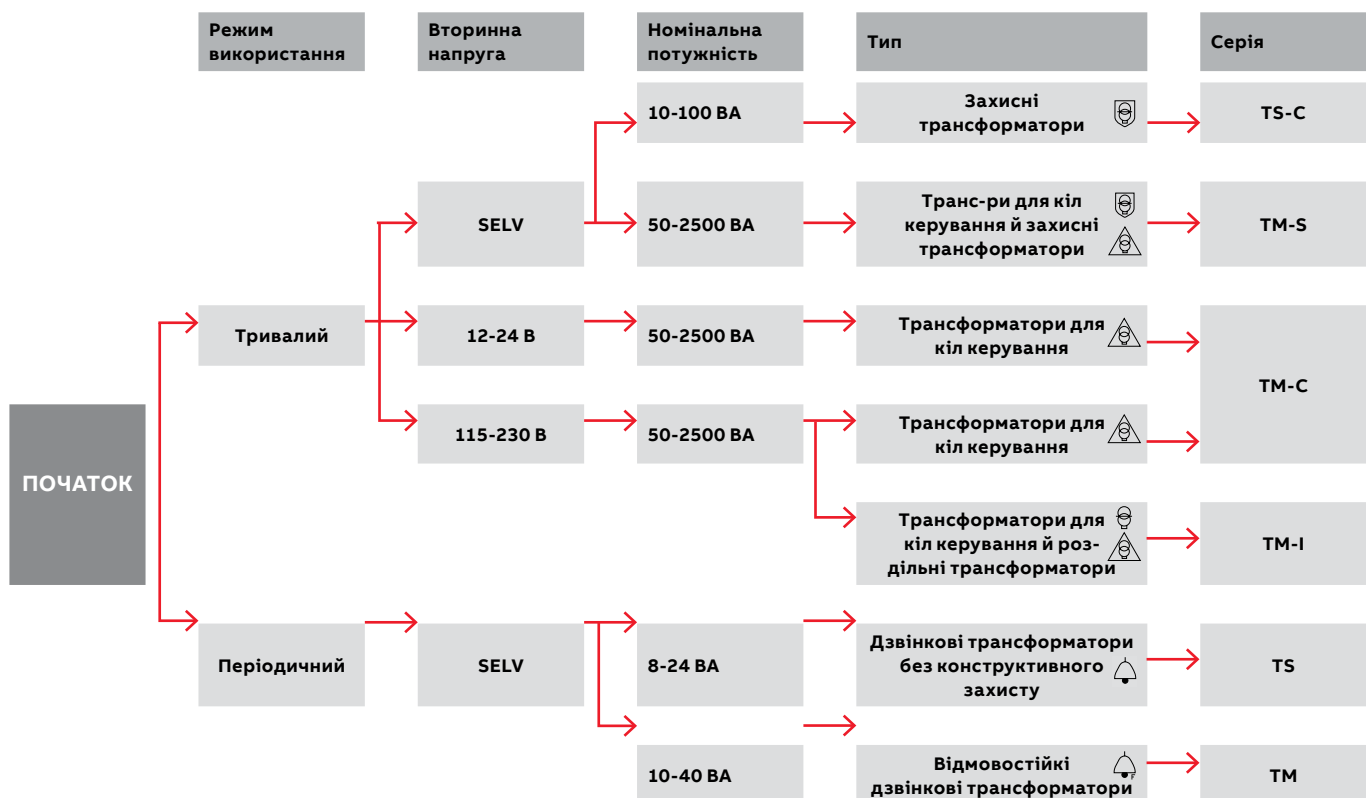 Режим
використання
Вторинна
напруга
Номінальна
потужність
Тип
Серія
10-100 ВА
Захисні
трансформатори
TS-C
SELV
50-2500 ВА
Транс-ри для кіл
керування й захисні
трансформатори
TM-S
Тривалий
12-24 В
50-2500 ВА
Трансформатори для
кіл керування
TM-C
115-230 В
50-2500 ВА
Трансформатори для
кіл керування
ПОЧАТОК
Трансформатори для
кіл керування й роз-
дільні трансформатори
TM-I
Періодичний
SELV
8-24 ВА
Дзвінкові трансформатори
без конструктивного
захисту
TS
10-40 ВА
Відмовостійкі
дзвінкові трансформатори
F
TM